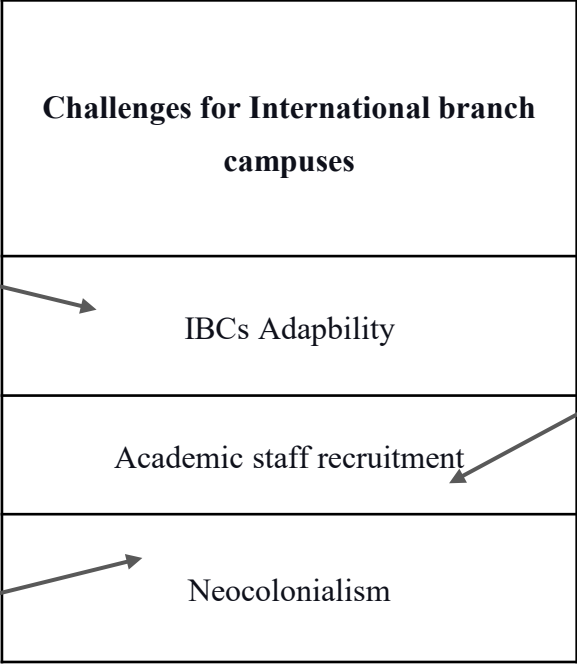 Challenges for International branch
campuses
IBCs Adapbility
Academic staff recruitment
Neocolonialism